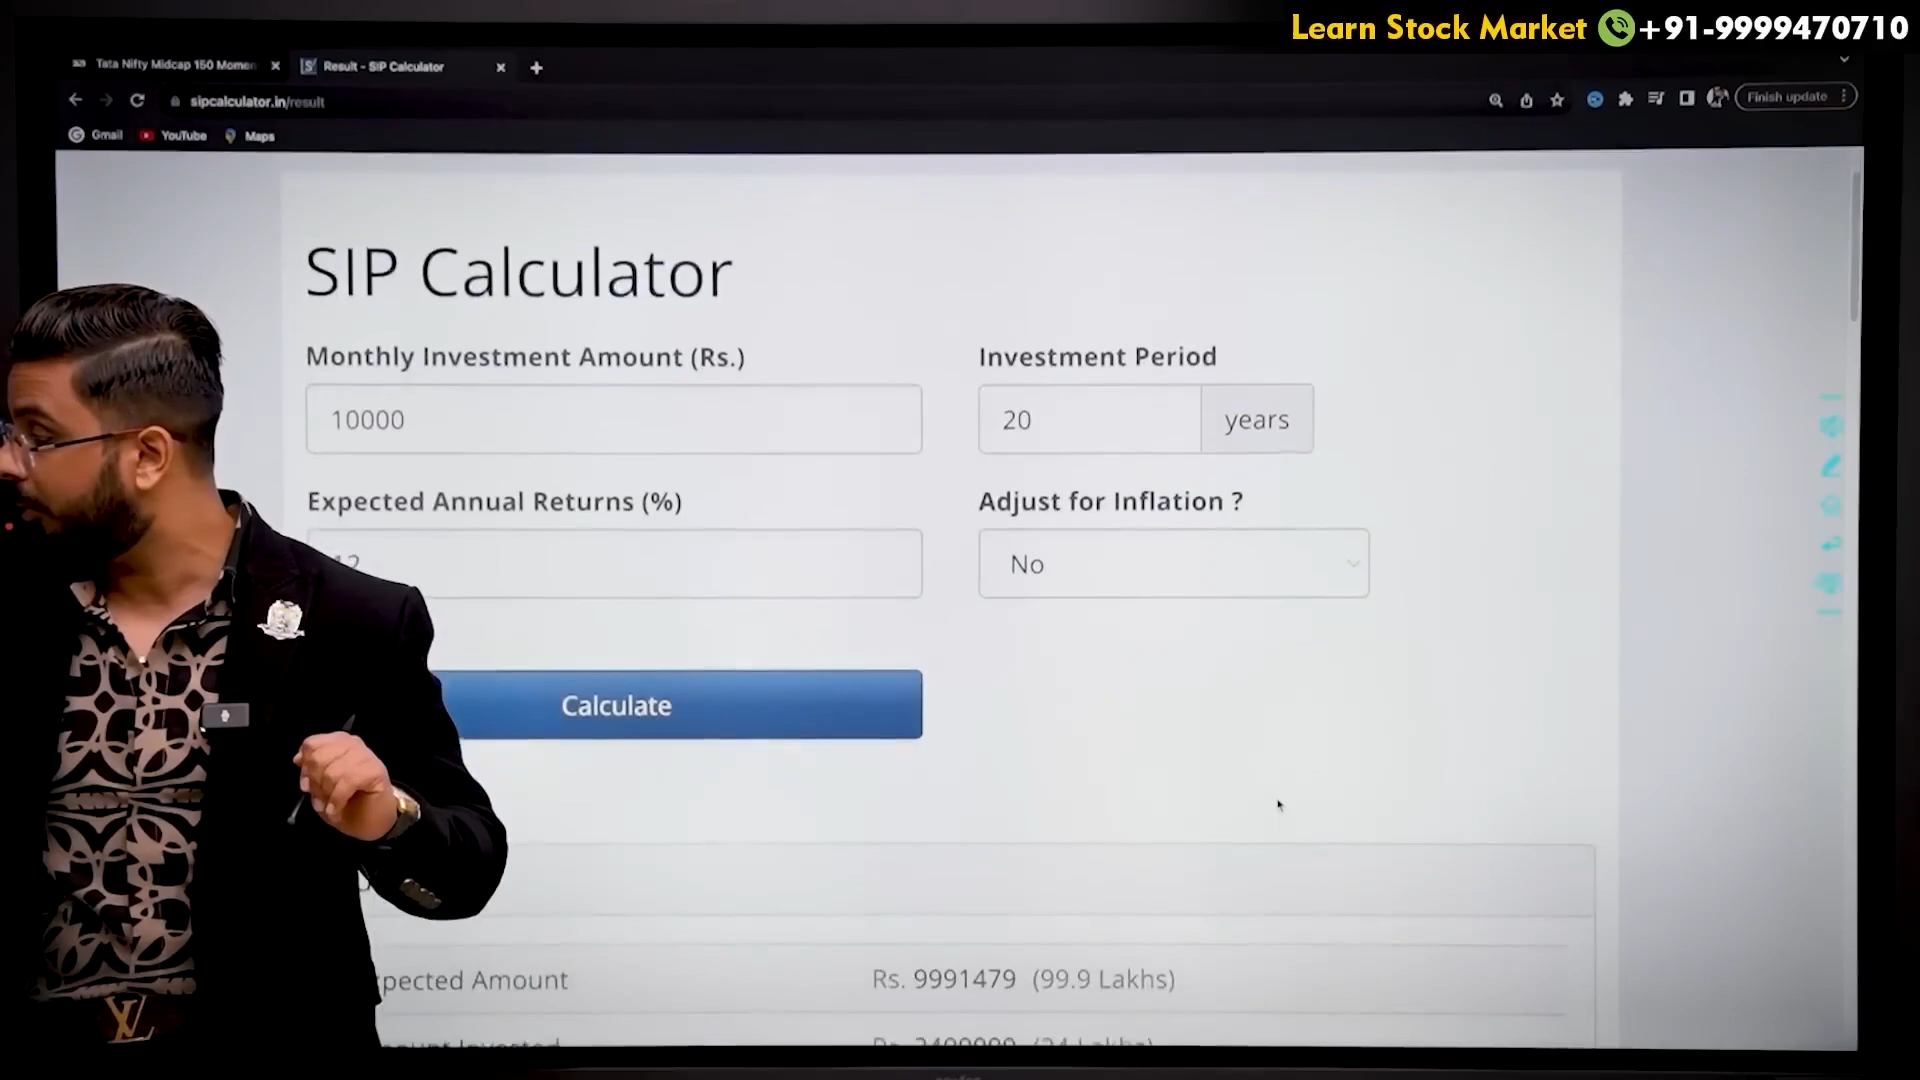 Learn Stock Market +91-9999470710
Tata Nifty Midcap 150 Momen
Result - SIP Calculator
sipcalculator.in/result
Finish update
Gmail YouTube Maps
SIP Calculator
Monthly Investment Amount (Rs.) Investment Period
10000 20 years
Expected Annual Returns (%) Adjust for Inflation ?
12 No
Calculate
pected Amount Rs. 9991479 (99.9 Lakhs)